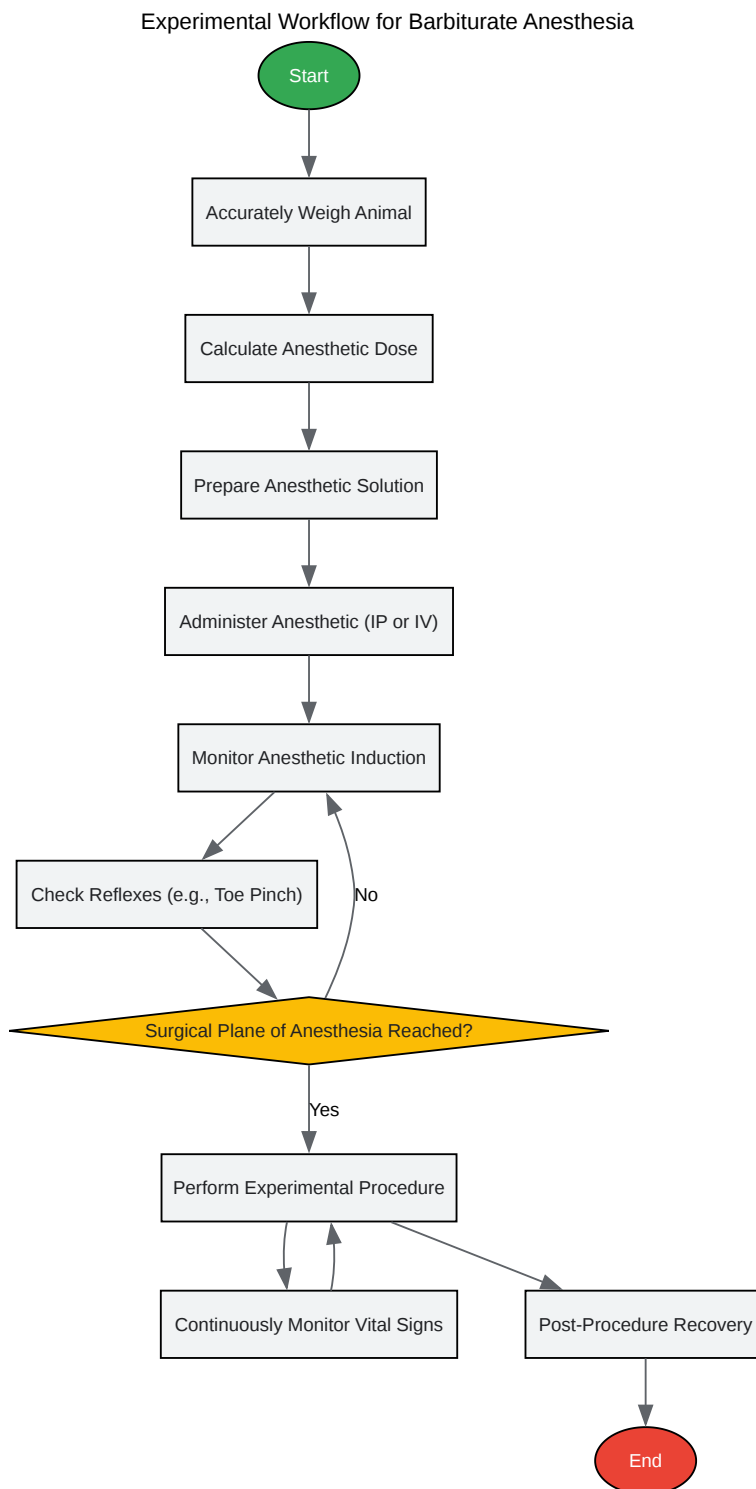 Experimental Workflow for Barbiturate Anesthesia
Start
Accurately Weigh Animal
Calculate Anesthetic Dose
Prepare Anesthetic Solution
Administer Anesthetic (IP or IV)
Monitor Anesthetic Induction
Check Reflexes (e.g., Toe Pinch)
No
Surgical Plane of Anesthesia Reached?
Yes
Perform Experimental Procedure
Continuously Monitor Vital Signs
Post-Procedure Recovery
End